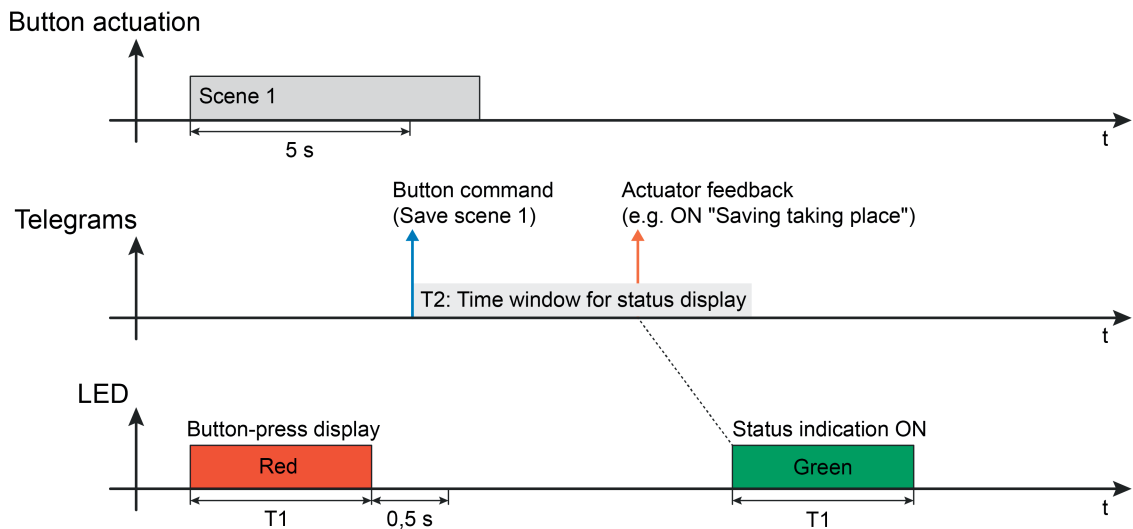 Button actuation
Scene 1
5 s
t
Button command
(Save scene 1)
Actuator feedback
(e.g. ON "Saving taking place")
Telegrams
T2: Time window for status display
t
LED
Button-press display
Status indication ON
Red
Green
T1
0,5 s
T1
t